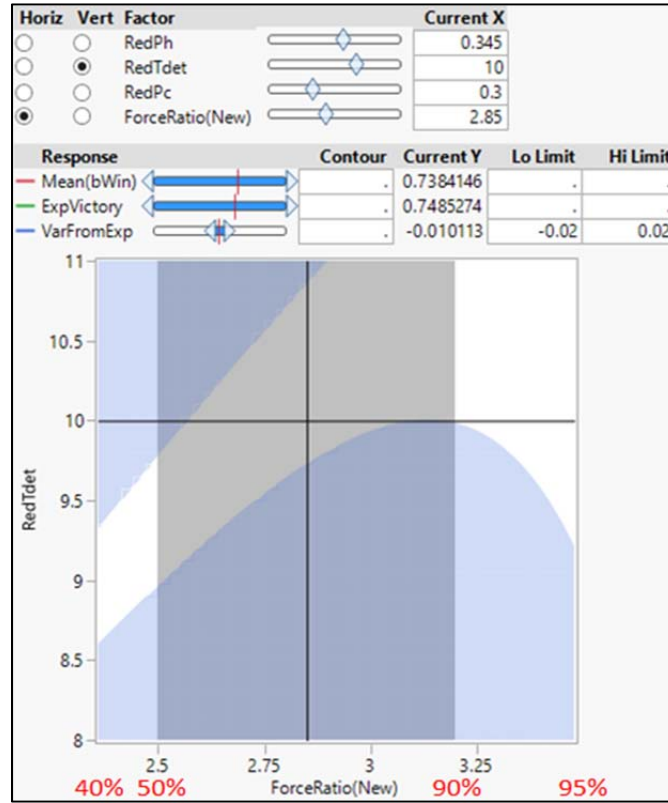 Horiz Vert Factor Current X
RedPh 0.345
RedTdet 10
RedPc 0.3
ForceRatio(New) 2.85
Response Contour Current Y Lo Limit Hi Limit
Mean(bWin) . 0.7384146 . .
ExpVictory . 0.7485274 . .
VarFromExp . -0.010113 -0.02 0.02
11
10.5
10
9.5
9
8.5
8
RedTdet
2.5 2.75 3 3.25
40% 50% ForceRatio(New) 90% 95%